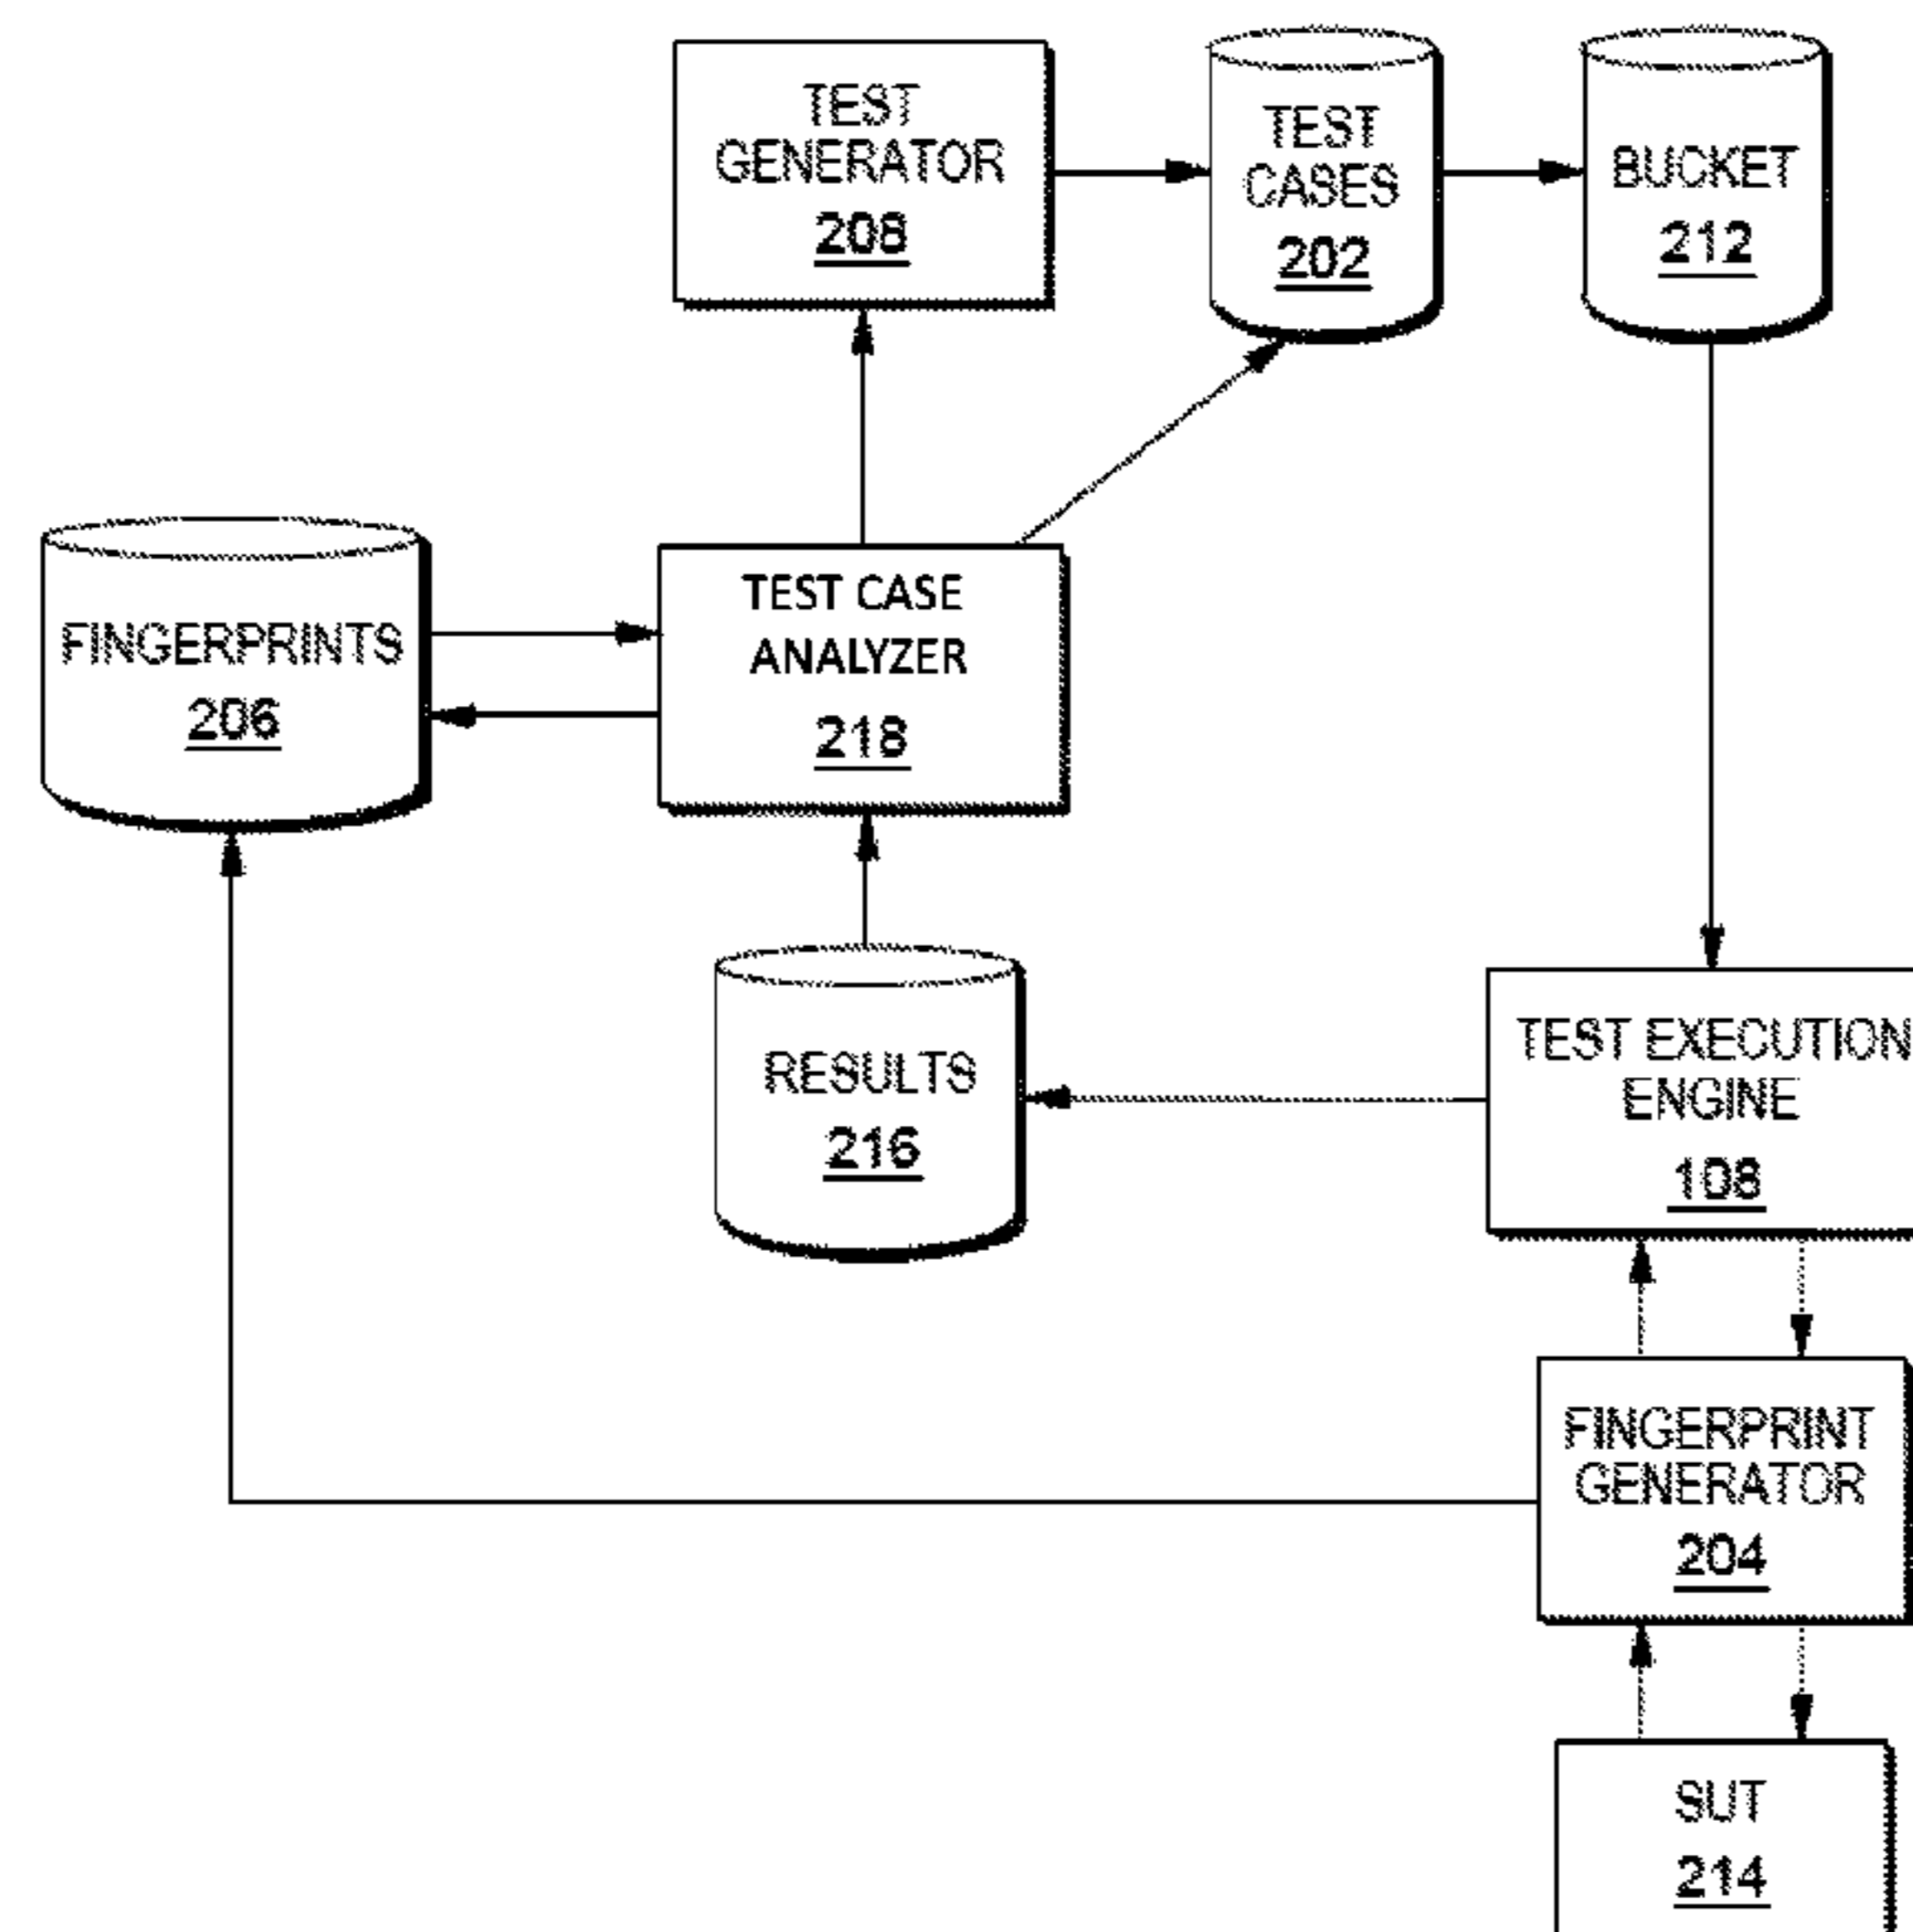 TEST
GENERATOR
208
TEST
CASES
202
BUCKET
212
FINGERPRINTS
206
TEST CASE
ANALYZER
218
RESULTS
216
TEST EXECUTION
ENGINE
108
FINGERPRINT
GENERATOR
204
SUT
214